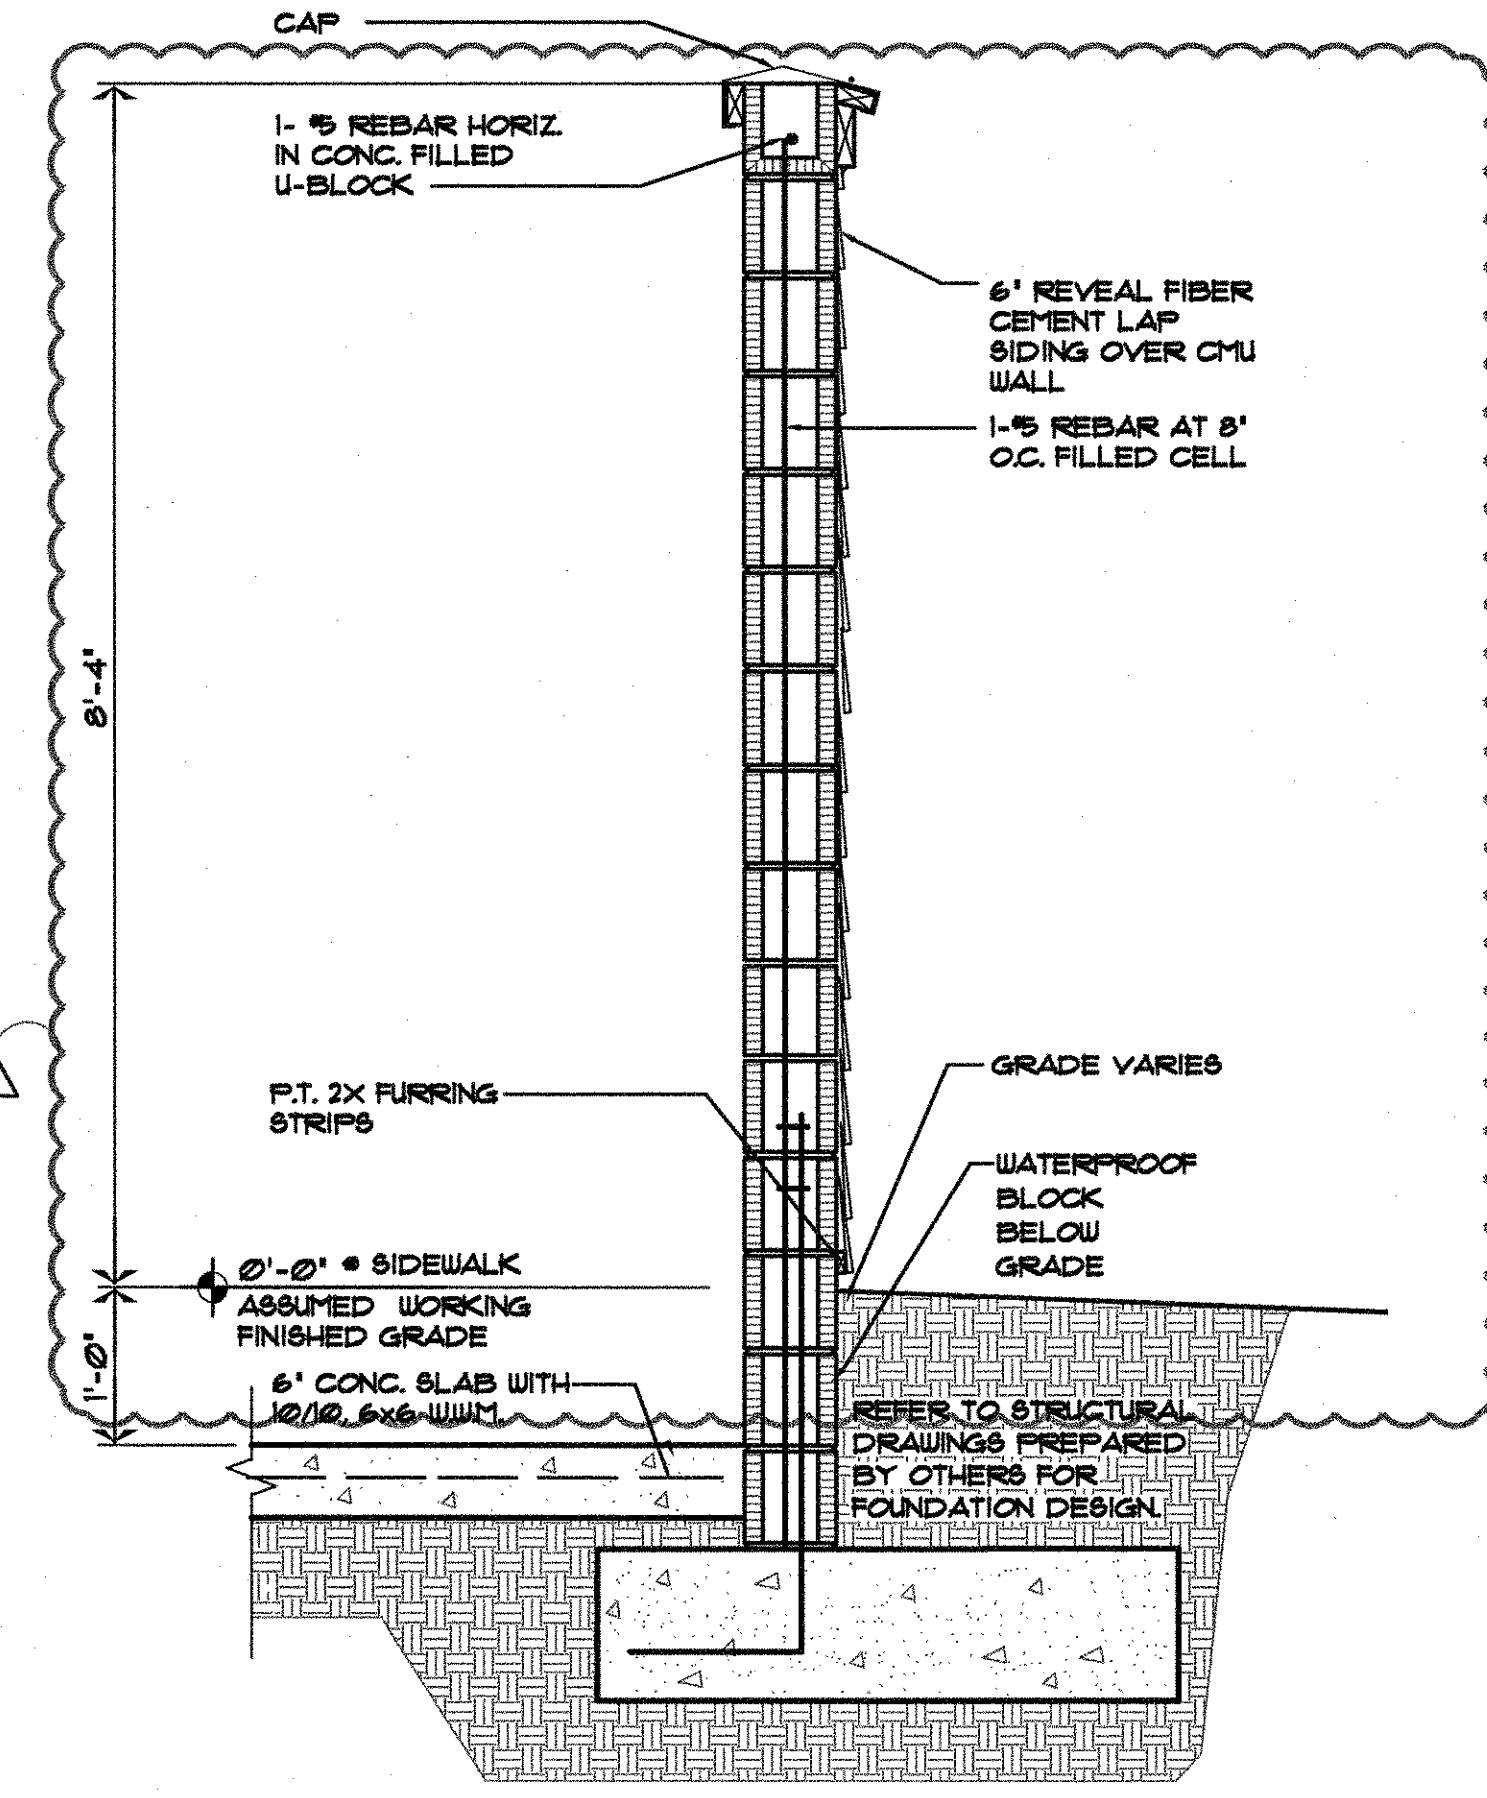 CAP
1- #5 REBAR HORIZ.
IN CONC. FILLED
U-BLOCK
6" REVEAL FIBER
CEMENT LAP
SIDING OVER CMU
WALL
1-#5 REBAR AT 8"
O.C. FILLED CELL
8'-4"
GRADE VARIES
P.T. 2X FURRING
STRIPS
WATERPROOF
BLOCK
BELOW
GRADE
0'-0" @ SIDEWALK
ASSUMED WORKING
FINISHED GRADE
1'-0"
6" CONC. SLAB WITH
10/10, 6x6 W.W.M.
REFER TO STRUCTURAL
DRAWINGS PREPARED
BY OTHERS FOR
FOUNDATION DESIGN.